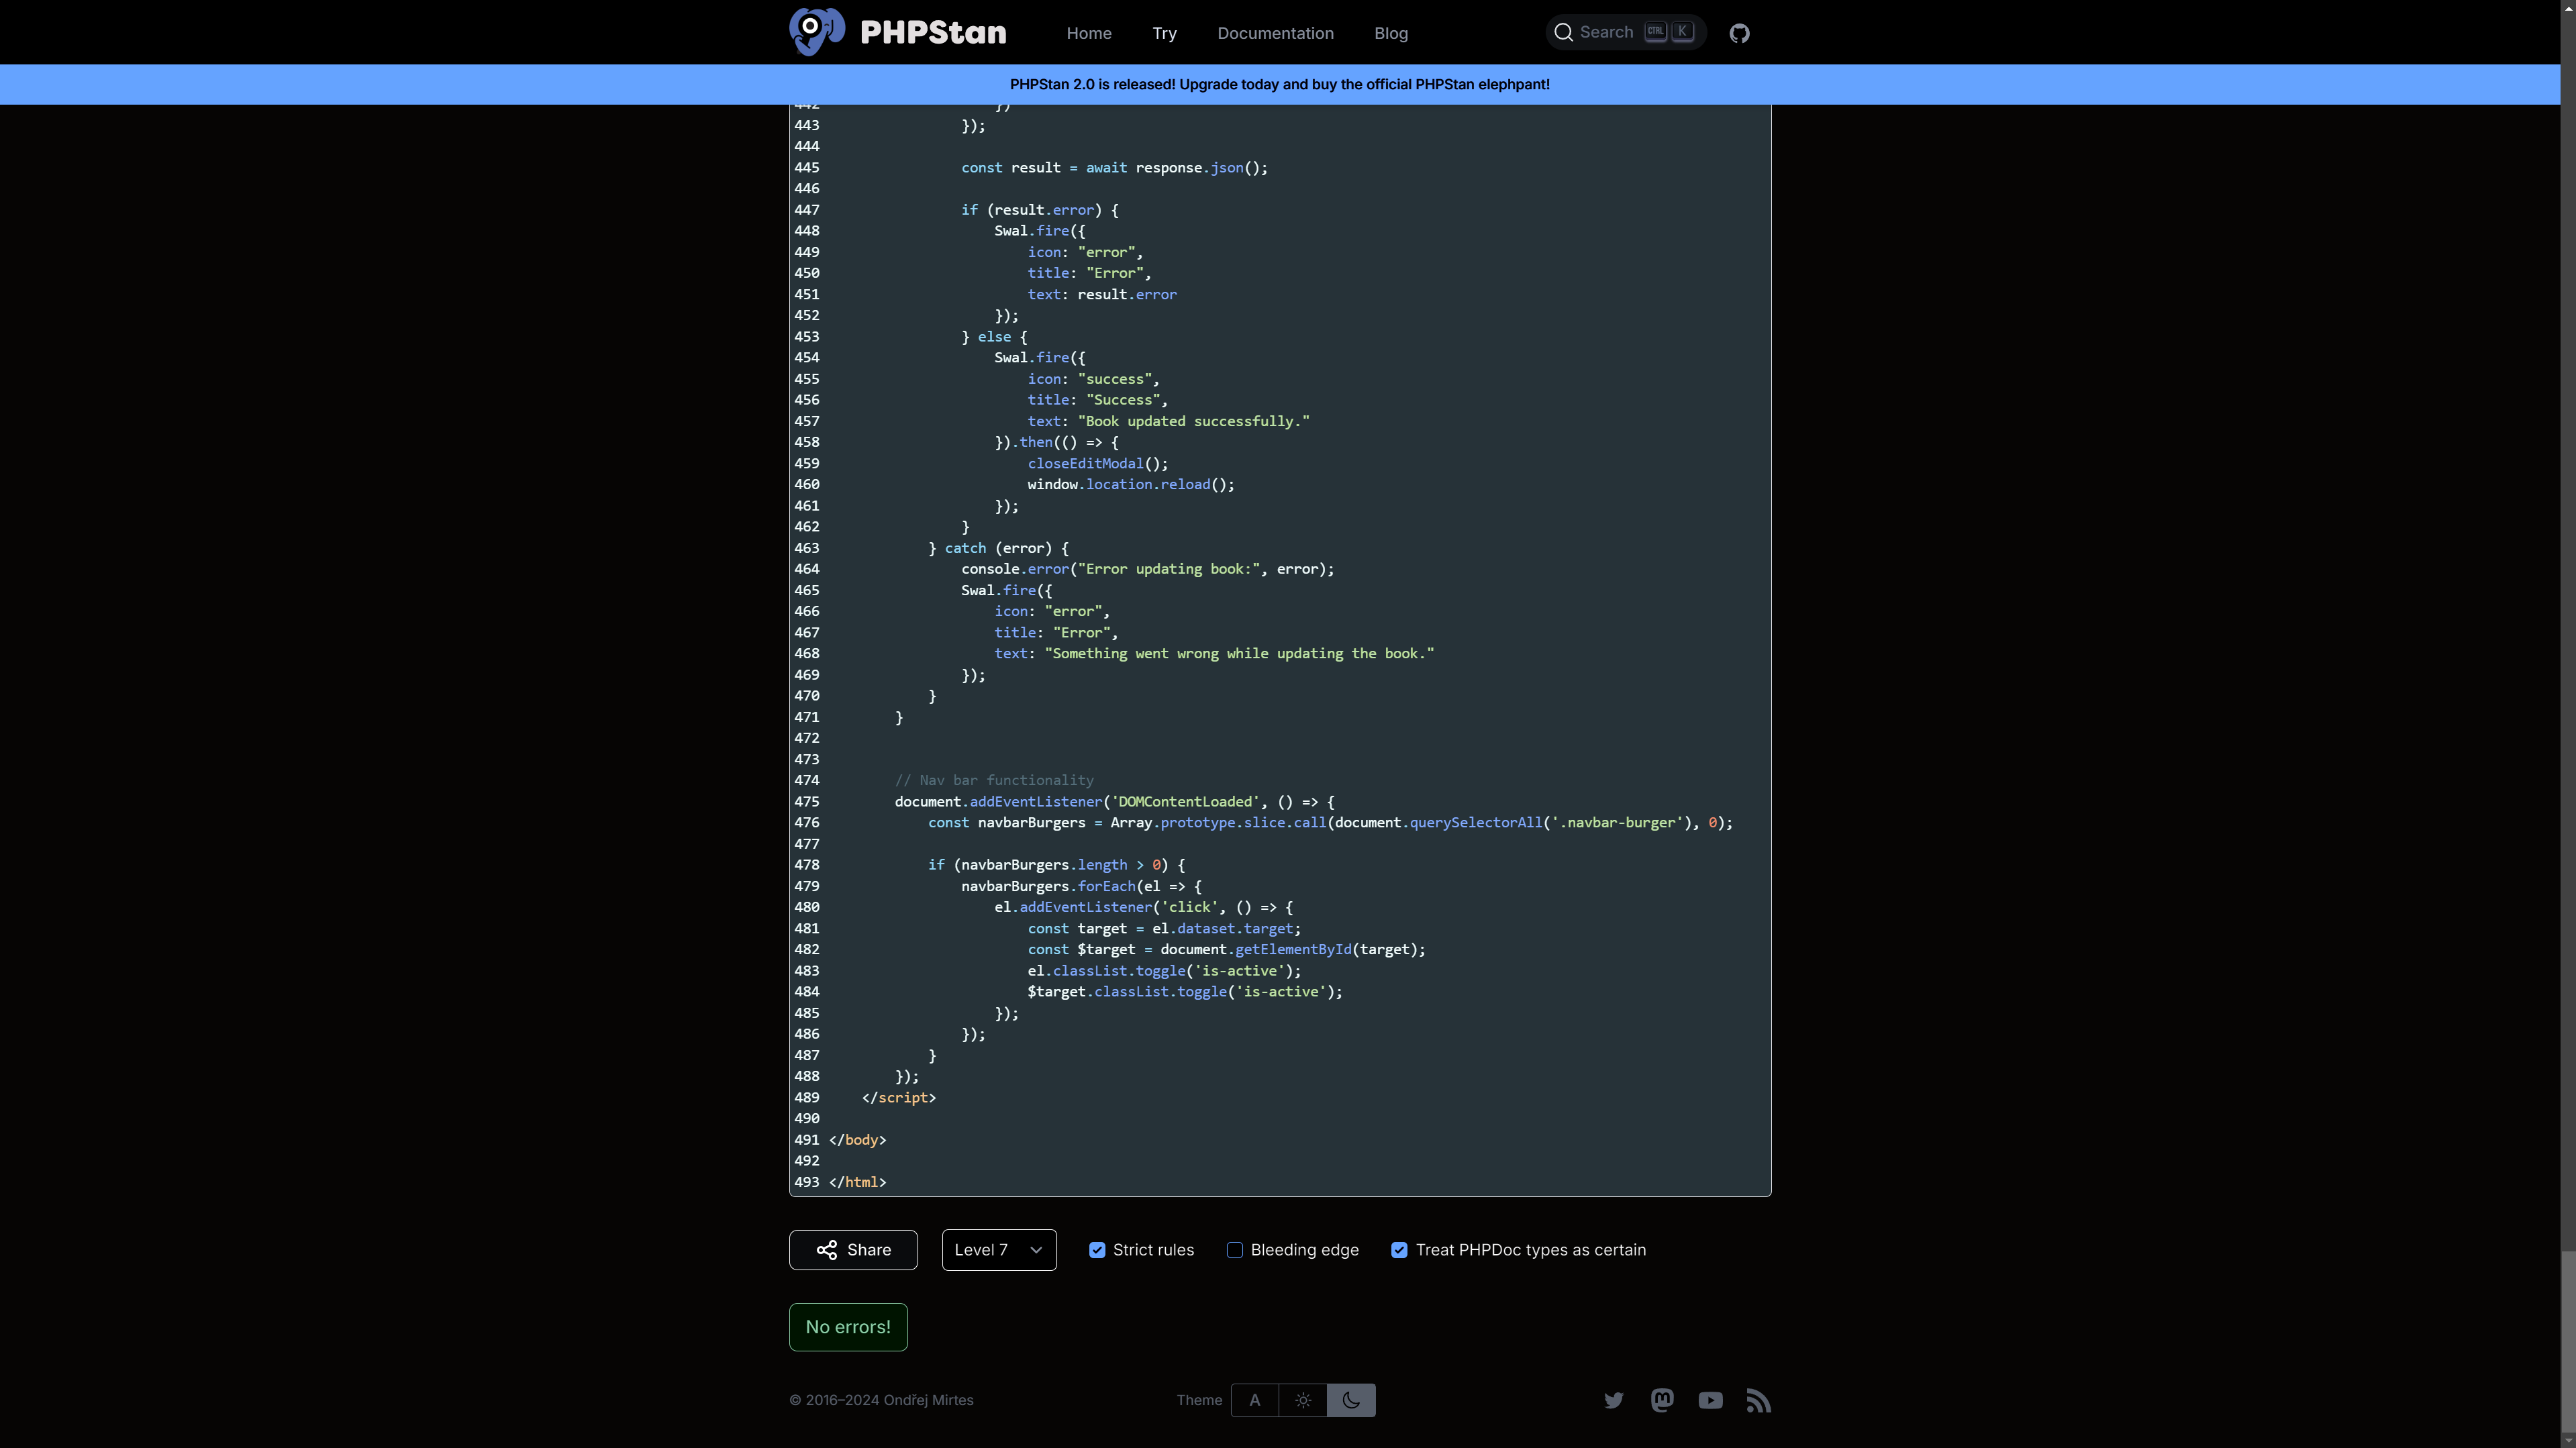 PHPStan
Home Try Documentation Blog
Search CTRL K
PHPStan 2.0 is released! Upgrade today and buy the official PHPStan elephpant!
442 })
443 });
444
445 const result = await response.json();
446
447 if (result.error) {
448 Swal.fire({
449 icon: "error",
450 title: "Error",
451 text: result.error
452 });
453 } else {
454 Swal.fire({
455 icon: "success",
456 title: "Success",
457 text: "Book updated successfully."
458 }).then(() => {
459 closeEditModal();
460 window.location.reload();
461 });
462 }
463 } catch (error) {
464 console.error("Error updating book:", error);
465 Swal.fire({
466 icon: "error",
467 title: "Error",
468 text: "Something went wrong while updating the book."
469 });
470 }
471 }
472
473
474 // Nav bar functionality
475 document.addEventListener('DOMContentLoaded', () => {
476 const navbarBurgers = Array.prototype.slice.call(document.querySelectorAll('.navbar-burger'), 0);
477
478 if (navbarBurgers.length > 0) {
479 navbarBurgers.forEach(el => {
480 el.addEventListener('click', () => {
481 const target = el.dataset.target;
482 const $target = document.getElementById(target);
483 el.classList.toggle('is-active');
484 $target.classList.toggle('is-active');
485 });
486 });
487 }
488 });
489 </script>
490
491 </body>
492
493 </html>
Share Level 7 Strict rules Bleeding edge Treat PHPDoc types as certain
No errors!
© 2016–2024 Ondřej Mirtes Theme A